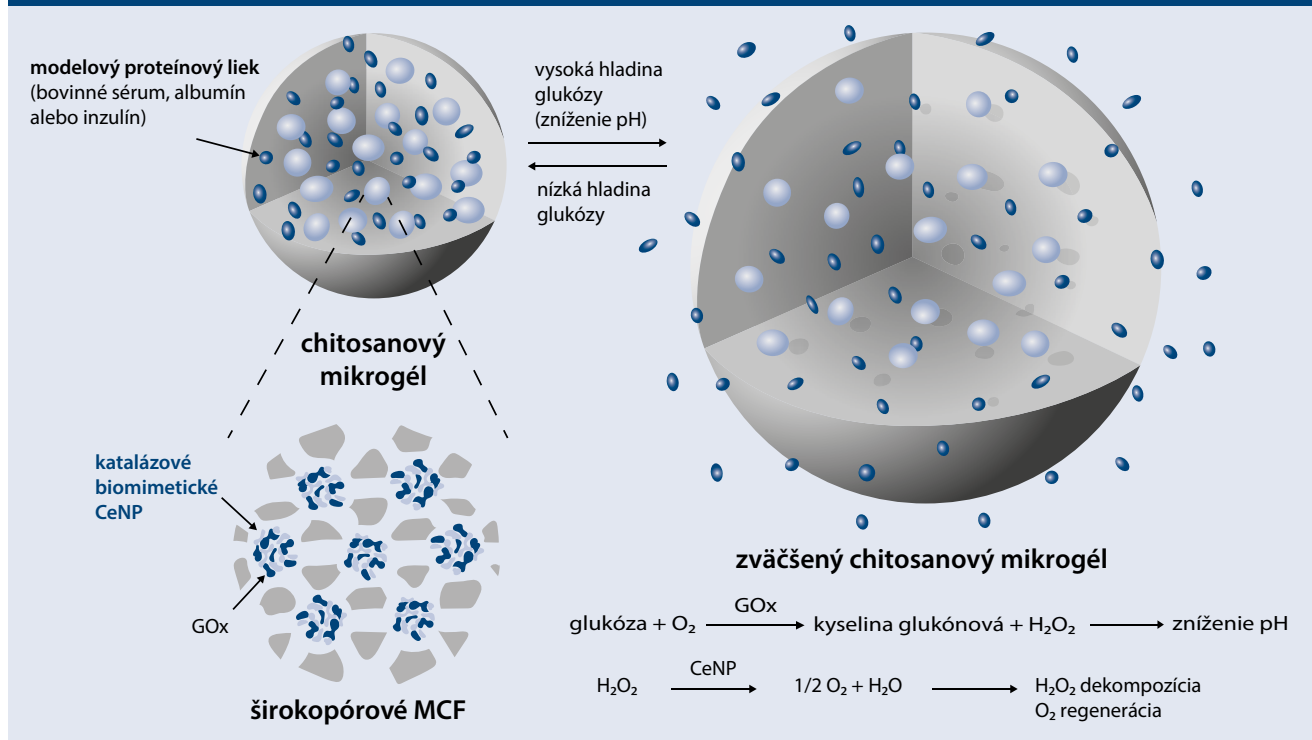 modelový proteínový liek
(bovinné sérum, albumín
alebo inzulín)
vysoká hladina
glukózy
(zníženie pH)
nízká hladina
glukózy
chitosanový
mikrogél
katalázové
biomimetické
CeNP
GOx
širokopórové MCF
zväčšený chitosanový mikrogél
glukóza + O₂ GOx kyselina glukónová + H₂O₂ zníženie pH
H₂O₂ CeNP 1/2 O₂ + H₂O H₂O₂ dekompozícia
O₂ regenerácia